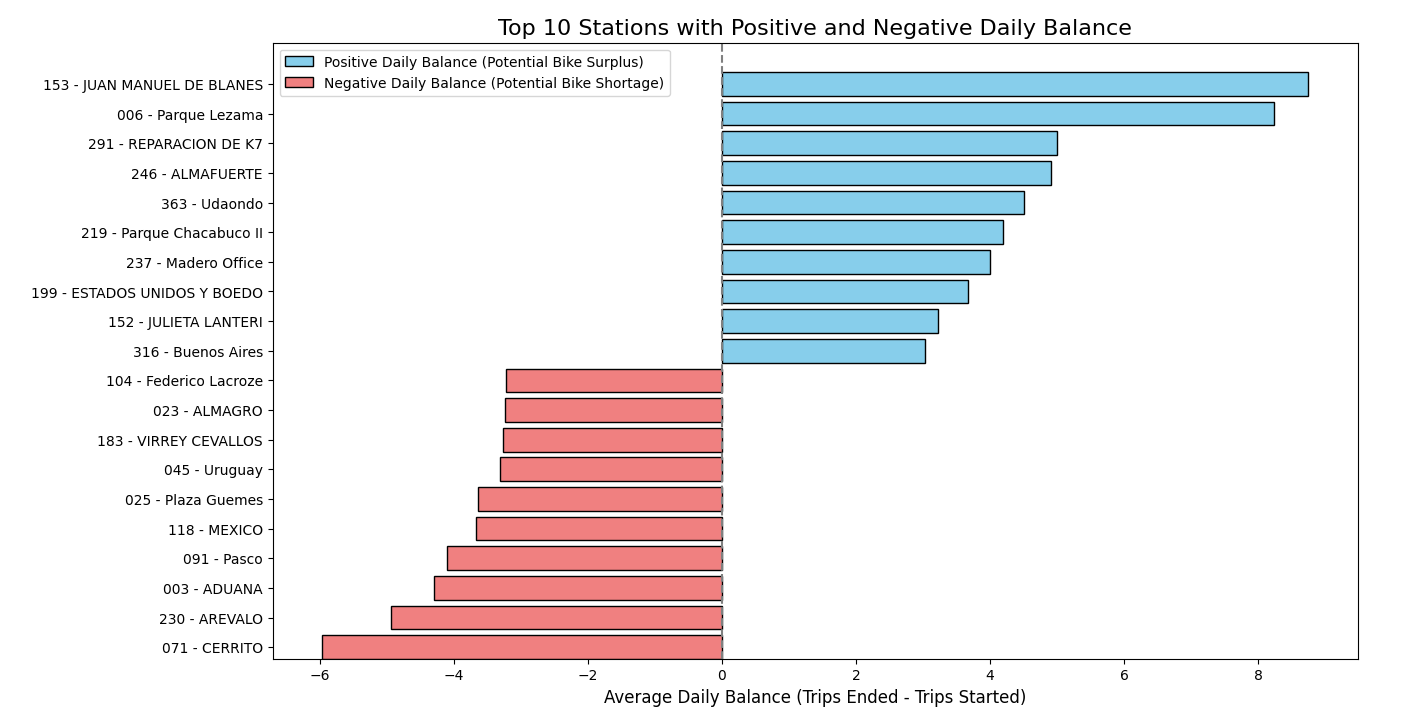 Top 10 Stations with Positive and Negative Daily Balance
Positive Daily Balance (Potential Bike Surplus)
Negative Daily Balance (Potential Bike Shortage)
153 - JUAN MANUEL DE BLANES
006 - Parque Lezama
291 - REPARACION DE K7
246 - ALMAFUERTE
363 - Udaondo
219 - Parque Chacabuco II
237 - Madero Office
199 - ESTADOS UNIDOS Y BOEDO
152 - JULIETA LANTERI
316 - Buenos Aires
104 - Federico Lacroze
023 - ALMAGRO
183 - VIRREY CEVALLOS
045 - Uruguay
025 - Plaza Guemes
118 - MEXICO
091 - Pasco
003 - ADUANA
230 - AREVALO
071 - CERRITO
−6 −4 −2 0 2 4 6 8
Average Daily Balance (Trips Ended - Trips Started)